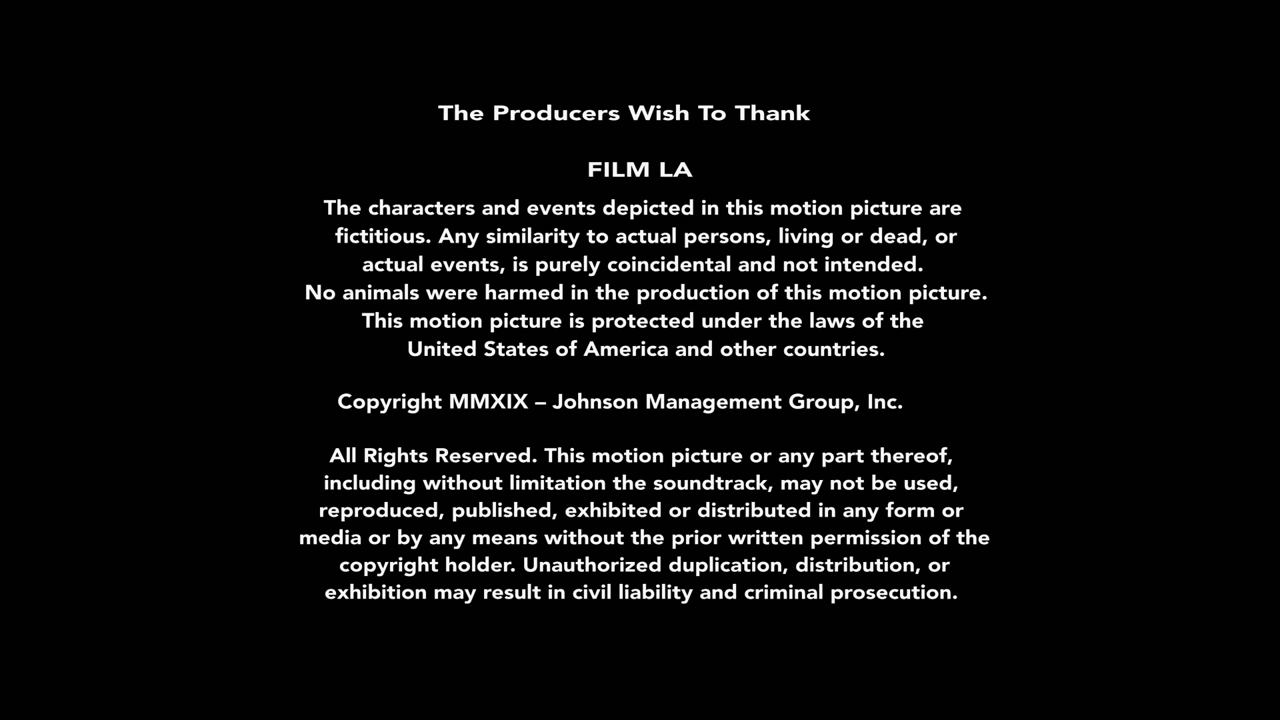 The Producers Wish To Thank
FILM LA
The characters and events depicted in this motion picture are
fictitious. Any similarity to actual persons, living or dead, or
actual events, is purely coincidental and not intended.
No animals were harmed in the production of this motion picture.
This motion picture is protected under the laws of the
United States of America and other countries.
Copyright MMXIX – Johnson Management Group, Inc.
All Rights Reserved. This motion picture or any part thereof,
including without limitation the soundtrack, may not be used,
reproduced, published, exhibited or distributed in any form or
media or by any means without the prior written permission of the
copyright holder. Unauthorized duplication, distribution, or
exhibition may result in civil liability and criminal prosecution.